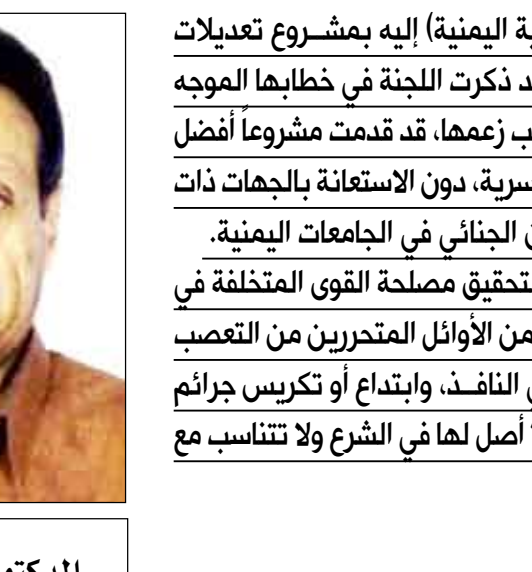 ية اليمنية) إليه بمشــروع تعديلات
د ذكرت اللجنة في خطابها الموجه
ب زعمها، قد قدمت مشروعاً أفضل
سرية، دون الاستعانة بالجهات ذات
ن الجنائي في الجامعات اليمنية.
تحقيق مصلحة القوى المتخلفة في
من الأوائل المتحررين من التعصب
ي النافــذ، وابتداع أو تكريس جرائم
أصل لها في الشرع ولا تتناسب مع